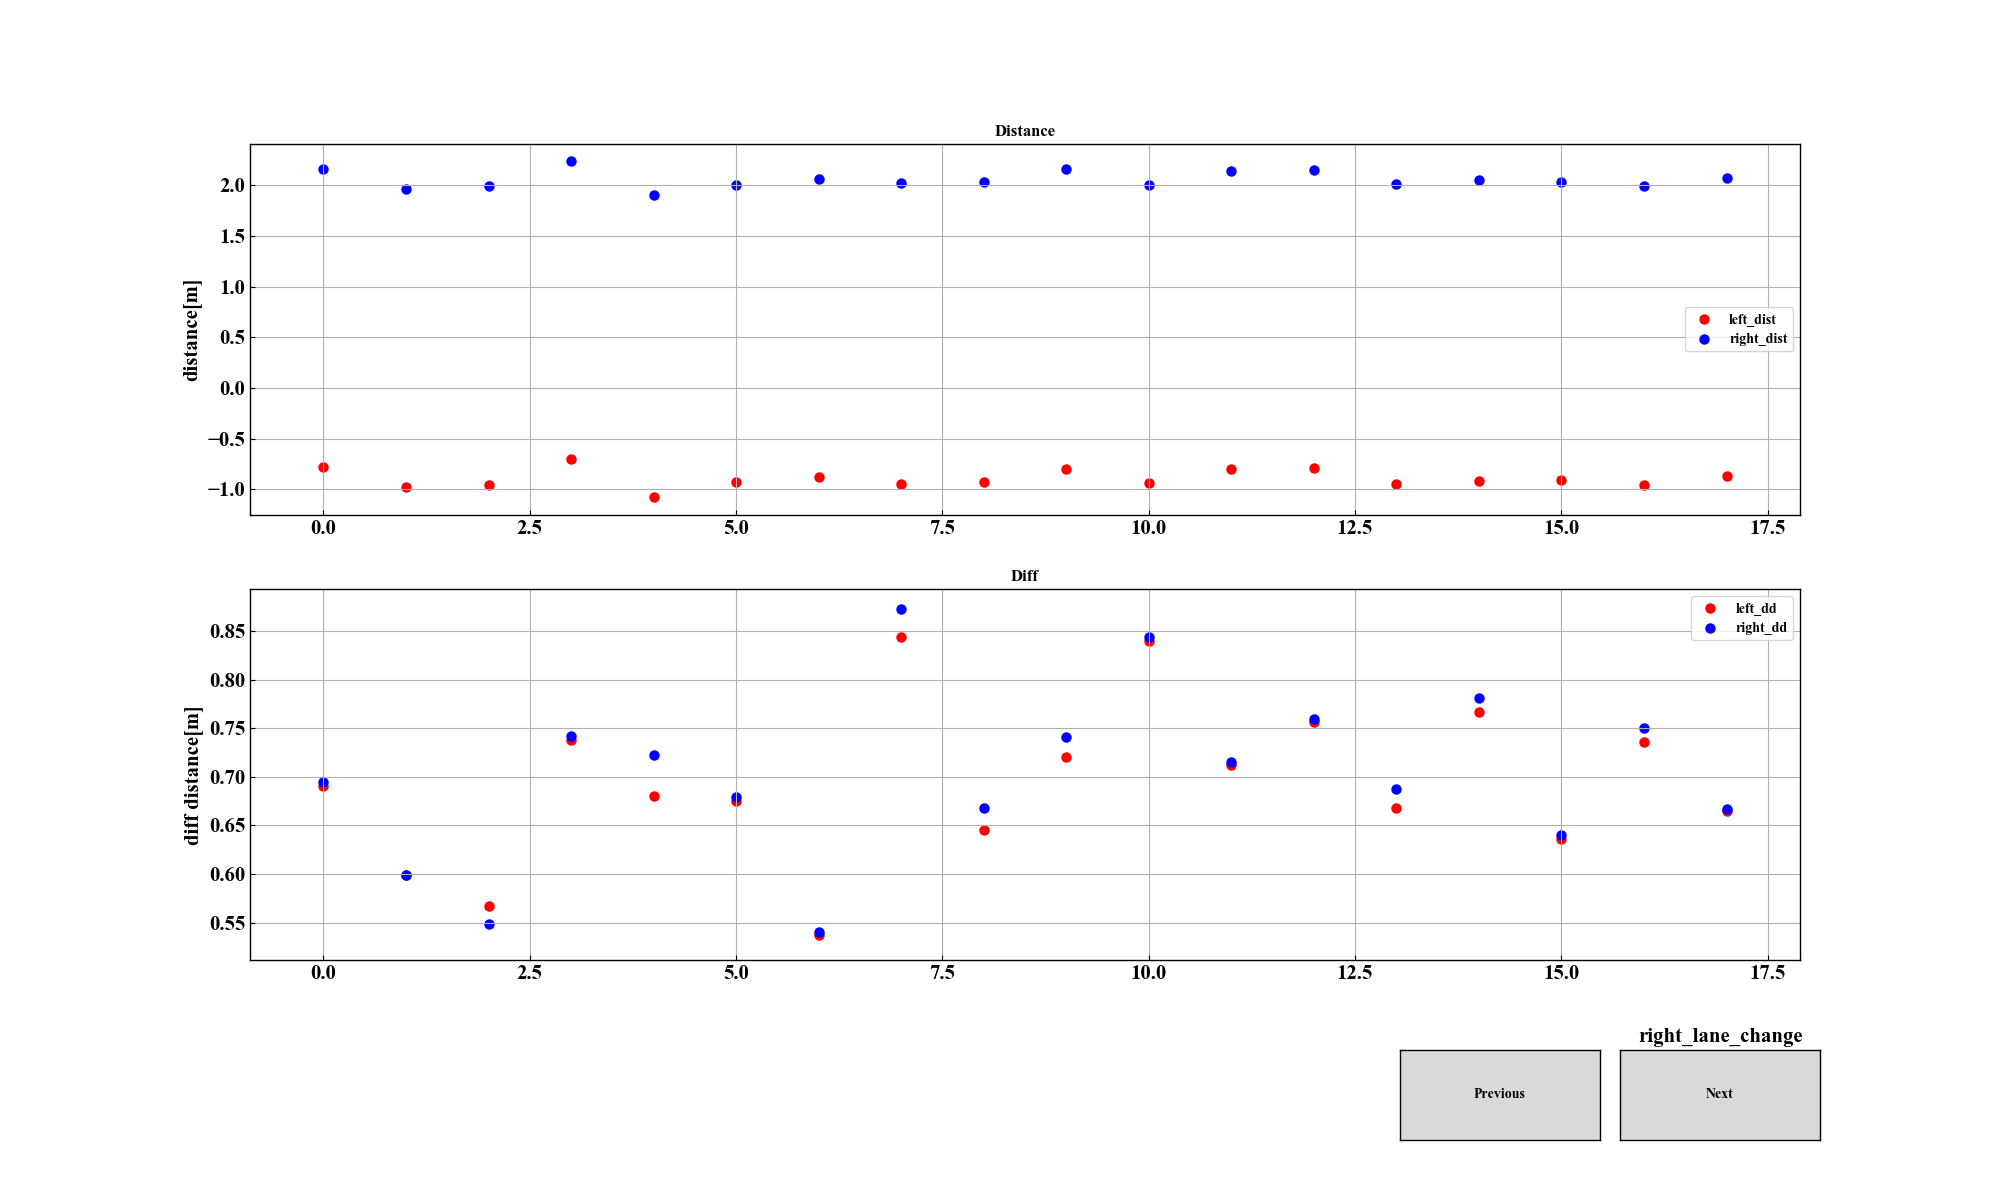 Distance
distance[m]
2.0
1.5
1.0
0.5
0.0
−0.5
−1.0
left_dist
right_dist
0.0 2.5 5.0 7.5 10.0 12.5 15.0 17.5
Diff
diff distance[m]
0.85
0.80
0.75
0.70
0.65
0.60
0.55
left_dd
right_dd
0.0 2.5 5.0 7.5 10.0 12.5 15.0 17.5
right_lane_change
Previous Next